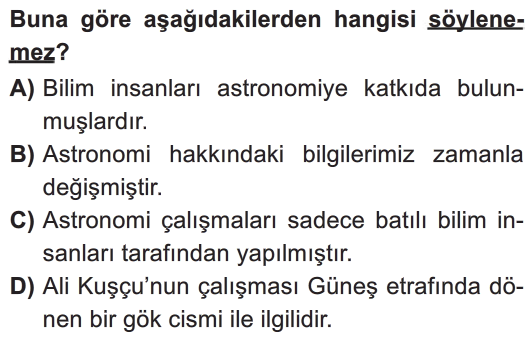 Buna göre aşağıdakilerden hangisi söylene-
mez?
A) Bilim insanları astronomiye katkıda bulun-
muşlardır.
B) Astronomi hakkındaki bilgilerimiz zamanla
değişmiştir.
C) Astronomi çalışmaları sadece batılı bilim in-
sanları tarafından yapılmıştır.
D) Ali Kuşçu’nun çalışması Güneş etrafında dö-
nen bir gök cismi ile ilgilidir.